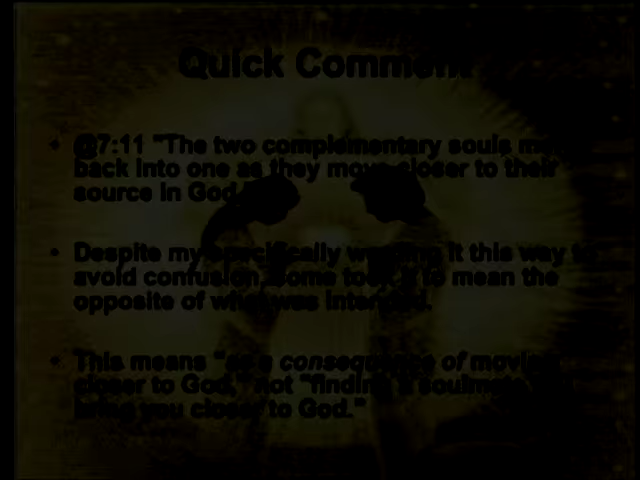 Quick Comment
• @7:11 "The two complementary souls
back into one as they move closer to their
source in God."
• Despite my specifically wording it this way to
avoid confusion, some took it to mean the
opposite of what was intended.
• This means "as a consequence of moving
closer to God," not "finding a soulmate
bring you closer to God."